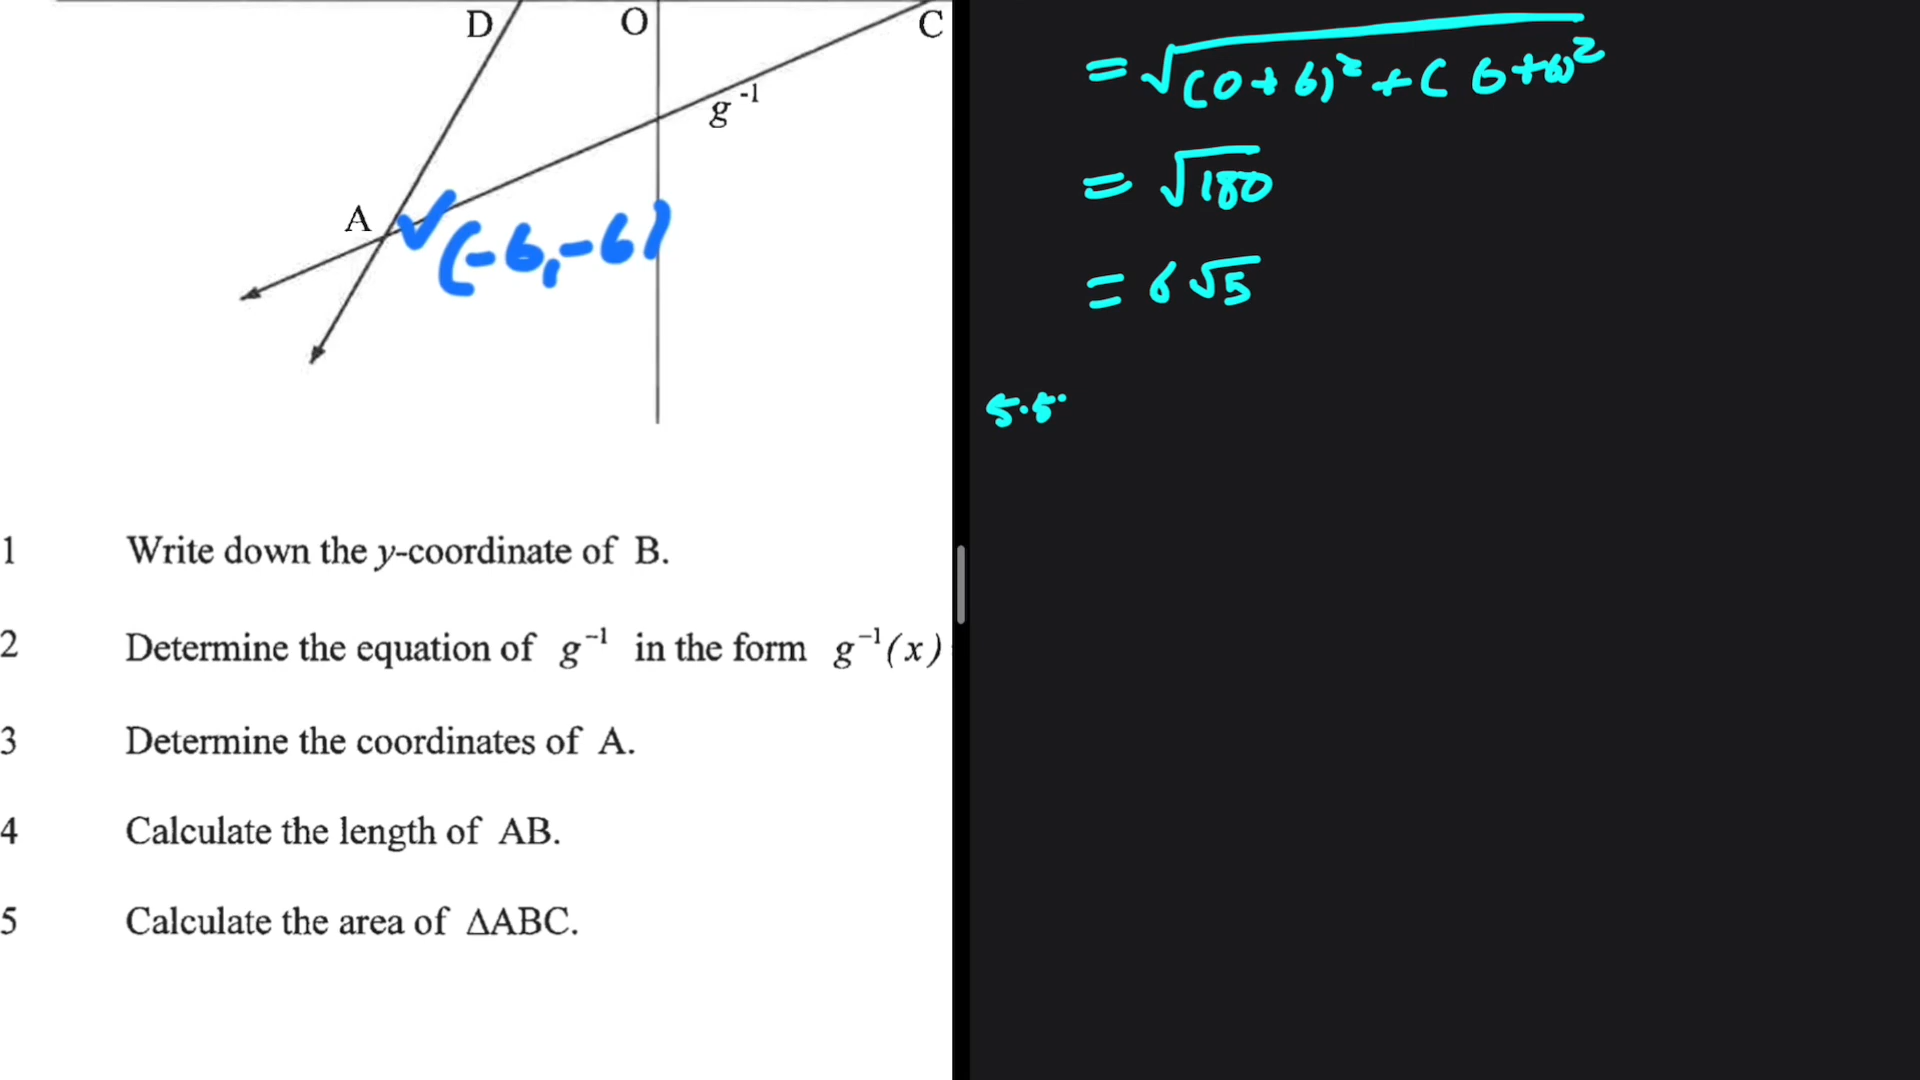 D O C
g⁻¹
A
(-6,-6)
1 Write down the y-coordinate of B.
2 Determine the equation of g⁻¹ in the form g⁻¹(x)
3 Determine the coordinates of A.
4 Calculate the length of AB.
5 Calculate the area of ΔABC.
= √(0+6)²+(6+6)²
= √180
= 6√5
5.5.